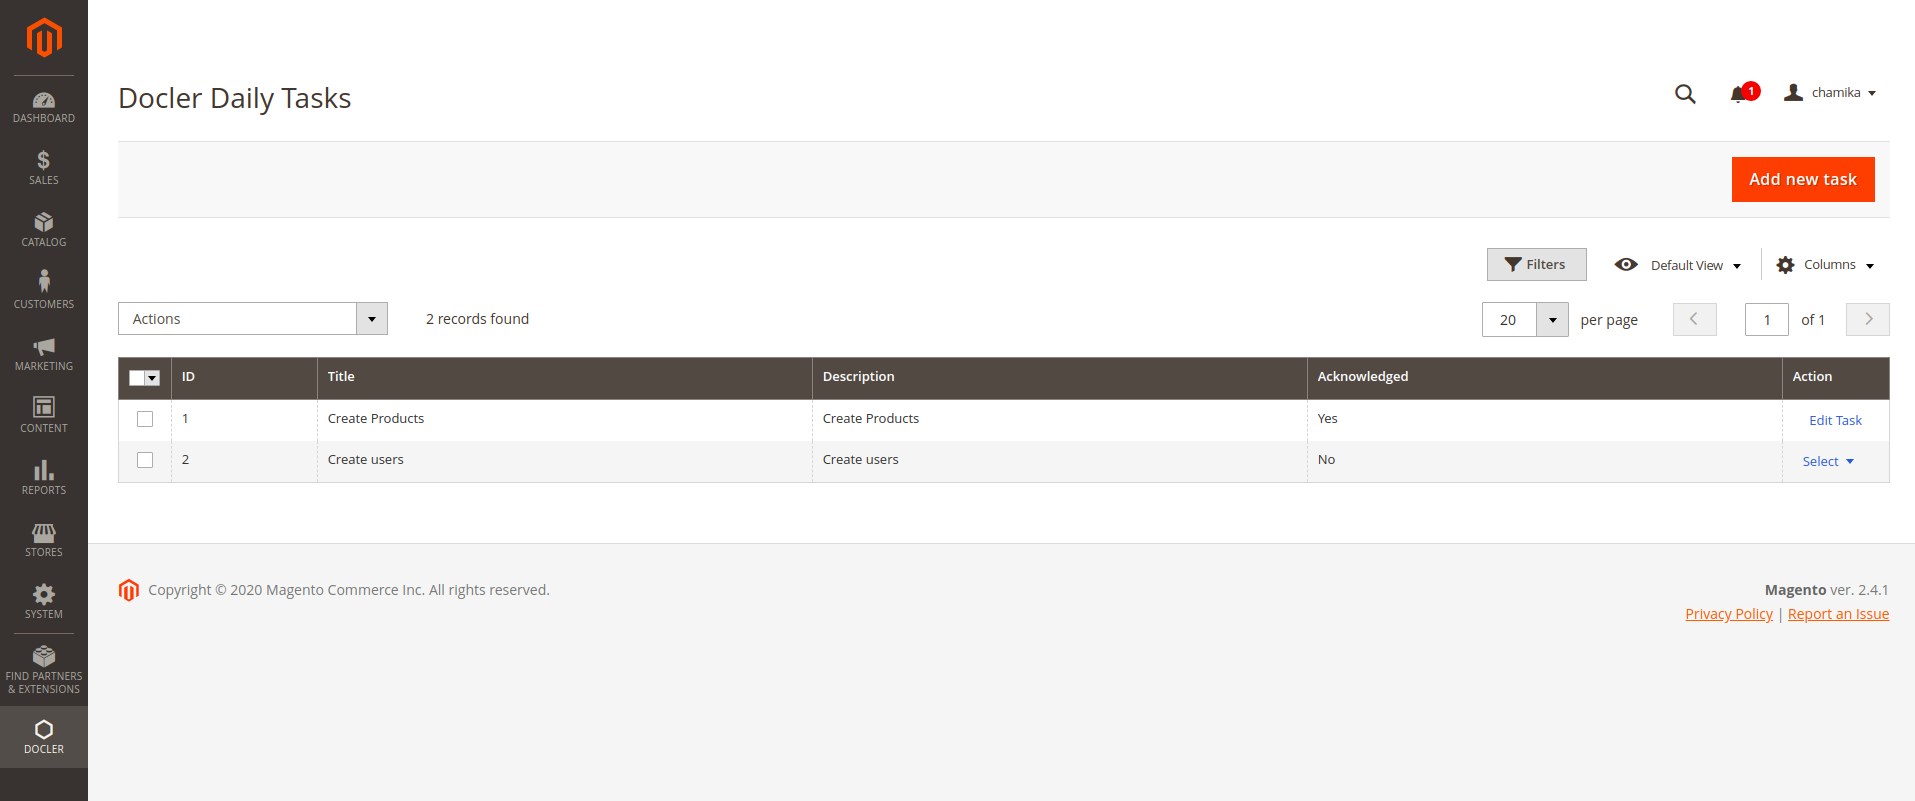 DASHBOARD
SALES
CATALOG
CUSTOMERS
MARKETING
CONTENT
REPORTS
STORES
SYSTEM
FIND PARTNERS
& EXTENSIONS
DOCLER
Docler Daily Tasks
1
chamika
Add new task
Filters
Default View
Columns
Actions
2 records found
20
per page
1
of 1
ID Title Description Acknowledged Action
1 Create Products Create Products Yes Edit Task
2 Create users Create users No Select
Copyright © 2020 Magento Commerce Inc. All rights reserved.
Magento ver. 2.4.1
Privacy Policy | Report an Issue